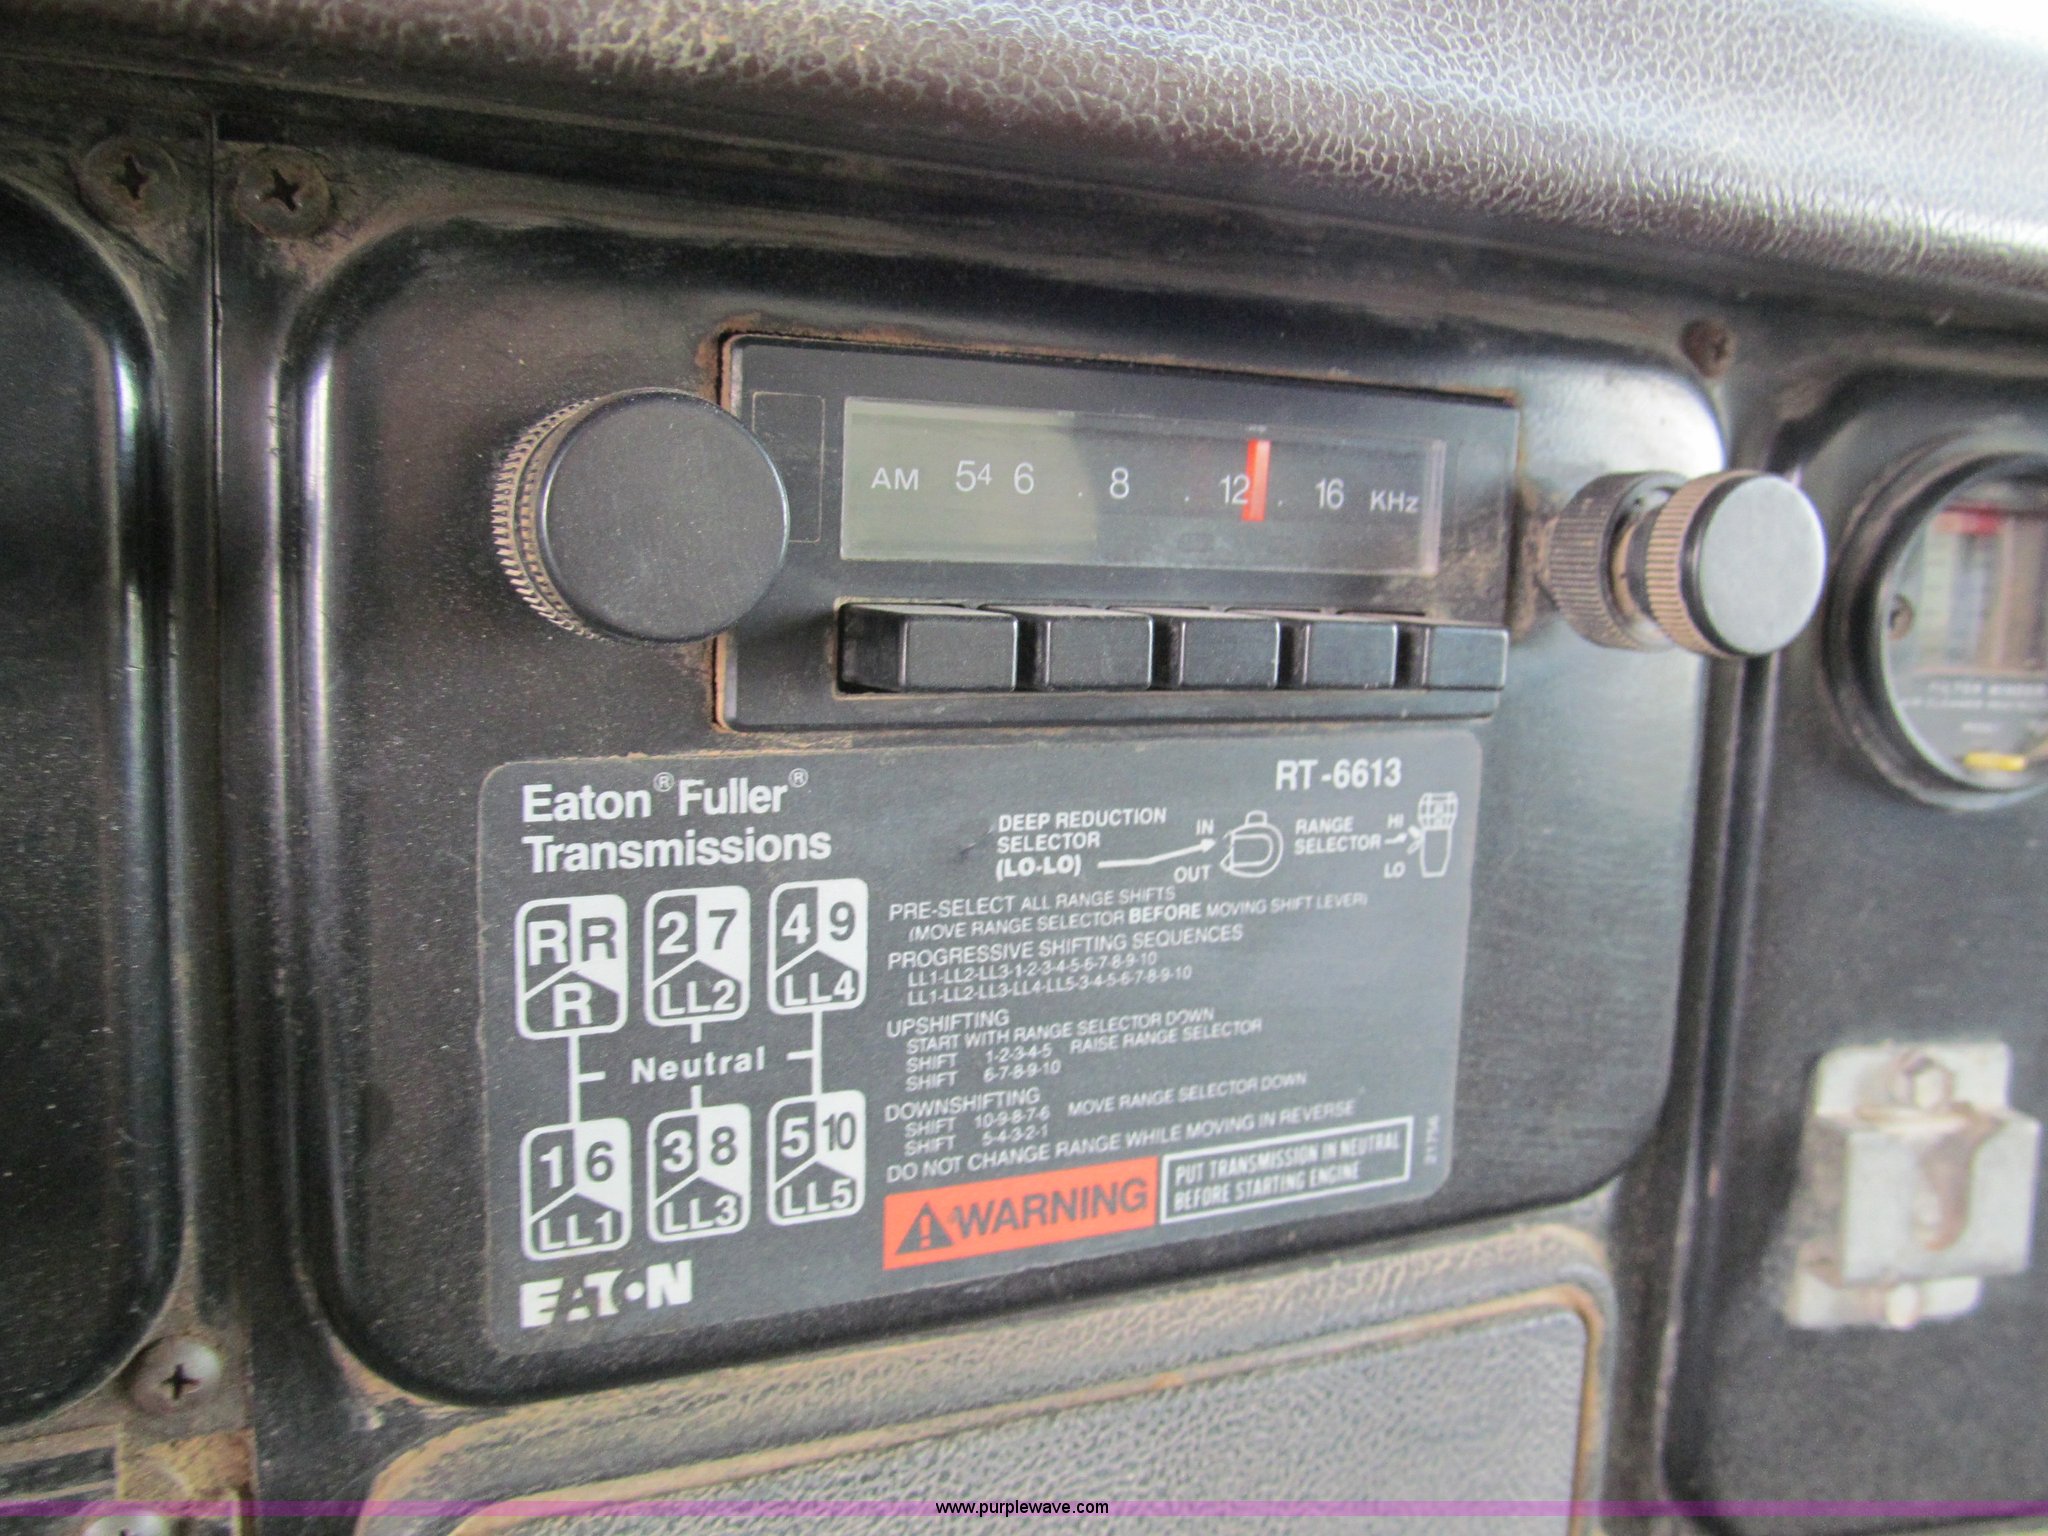 AM 54 6 . 8 . 12 . 16 KHz
Eaton® Fuller®
Transmissions
RT-6613
DEEP REDUCTION
SELECTOR
(LO-LO)
IN
OUT
RANGE
SELECTOR
HI
LO
R R
R
2 7
LL2
4 9
LL4
Neutral
1 6
LL1
3 8
LL3
5 10
LL5
EATON
PRE-SELECT ALL RANGE SHIFTS
(MOVE RANGE SELECTOR BEFORE MOVING SHIFT LEVER)
PROGRESSIVE SHIFTING SEQUENCES
LL1-LL2-LL3-1-2-3-4-5-6-7-8-9-10
LL1-LL2-LL3-LL4-LL5-3-4-5-6-7-8-9-10
UPSHIFTING
START WITH RANGE SELECTOR DOWN
SHIFT 1-2-3-4-5 RAISE RANGE SELECTOR
SHIFT 6-7-8-9-10
DOWNSHIFTING
SHIFT 10-9-8-7-6 MOVE RANGE SELECTOR DOWN
SHIFT 5-4-3-2-1
DO NOT CHANGE RANGE WHILE MOVING IN REVERSE
WARNING
PUT TRANSMISSION IN NEUTRAL
BEFORE STARTING ENGINE
21756
FILTER
www.purplewave.com